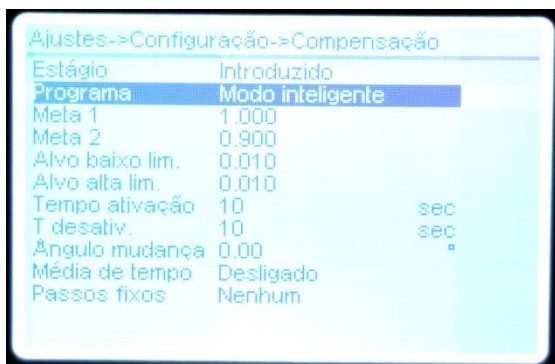 Ajustes->Configuração->Compensação
Estágio Introduzido
Programa Modo inteligente
Meta 1 1.000
Meta 2 0.900
Alvo baixo lim. 0.010
Alvo alta lim. 0.010
Tempo ativação 10 sec
T desativ. 10 sec
Ângulo mudança 0.00 °
Média de tempo Desligado
Passos fixos Nenhum